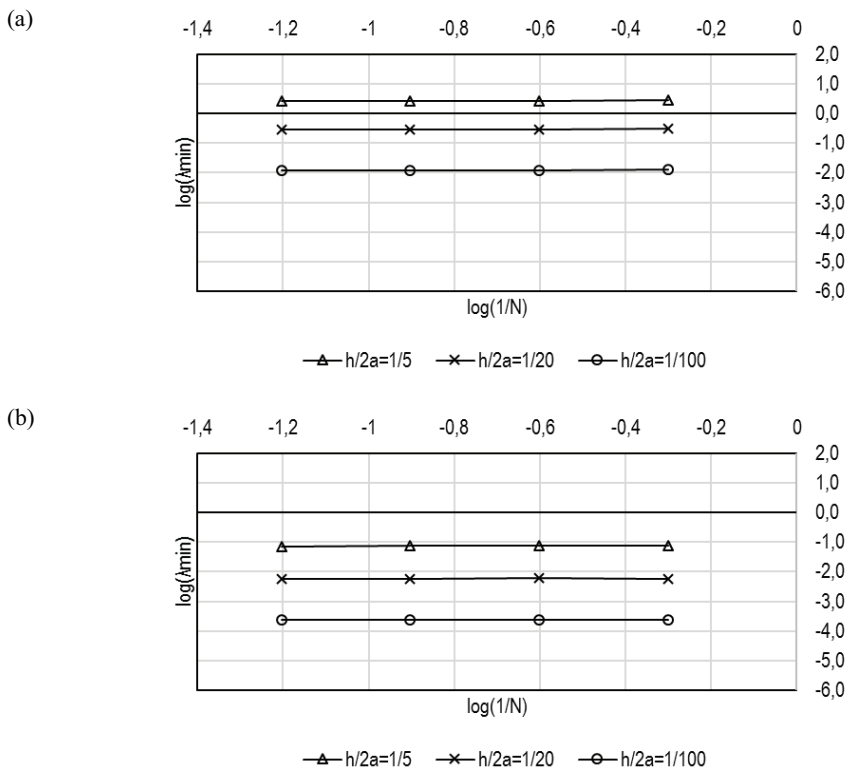 (a)
-1,4 -1,2 -1 -0,8 -0,6 -0,4 -0,2 0
2,0
1,0
0,0
-1,0
-2,0
-3,0
-4,0
-5,0
-6,0
log(λmin)
log(1/N)
h/2a=1/5 h/2a=1/20 h/2a=1/100
(b)
-1,4 -1,2 -1 -0,8 -0,6 -0,4 -0,2 0
2,0
1,0
0,0
-1,0
-2,0
-3,0
-4,0
-5,0
-6,0
log(λmin)
log(1/N)
h/2a=1/5 h/2a=1/20 h/2a=1/100